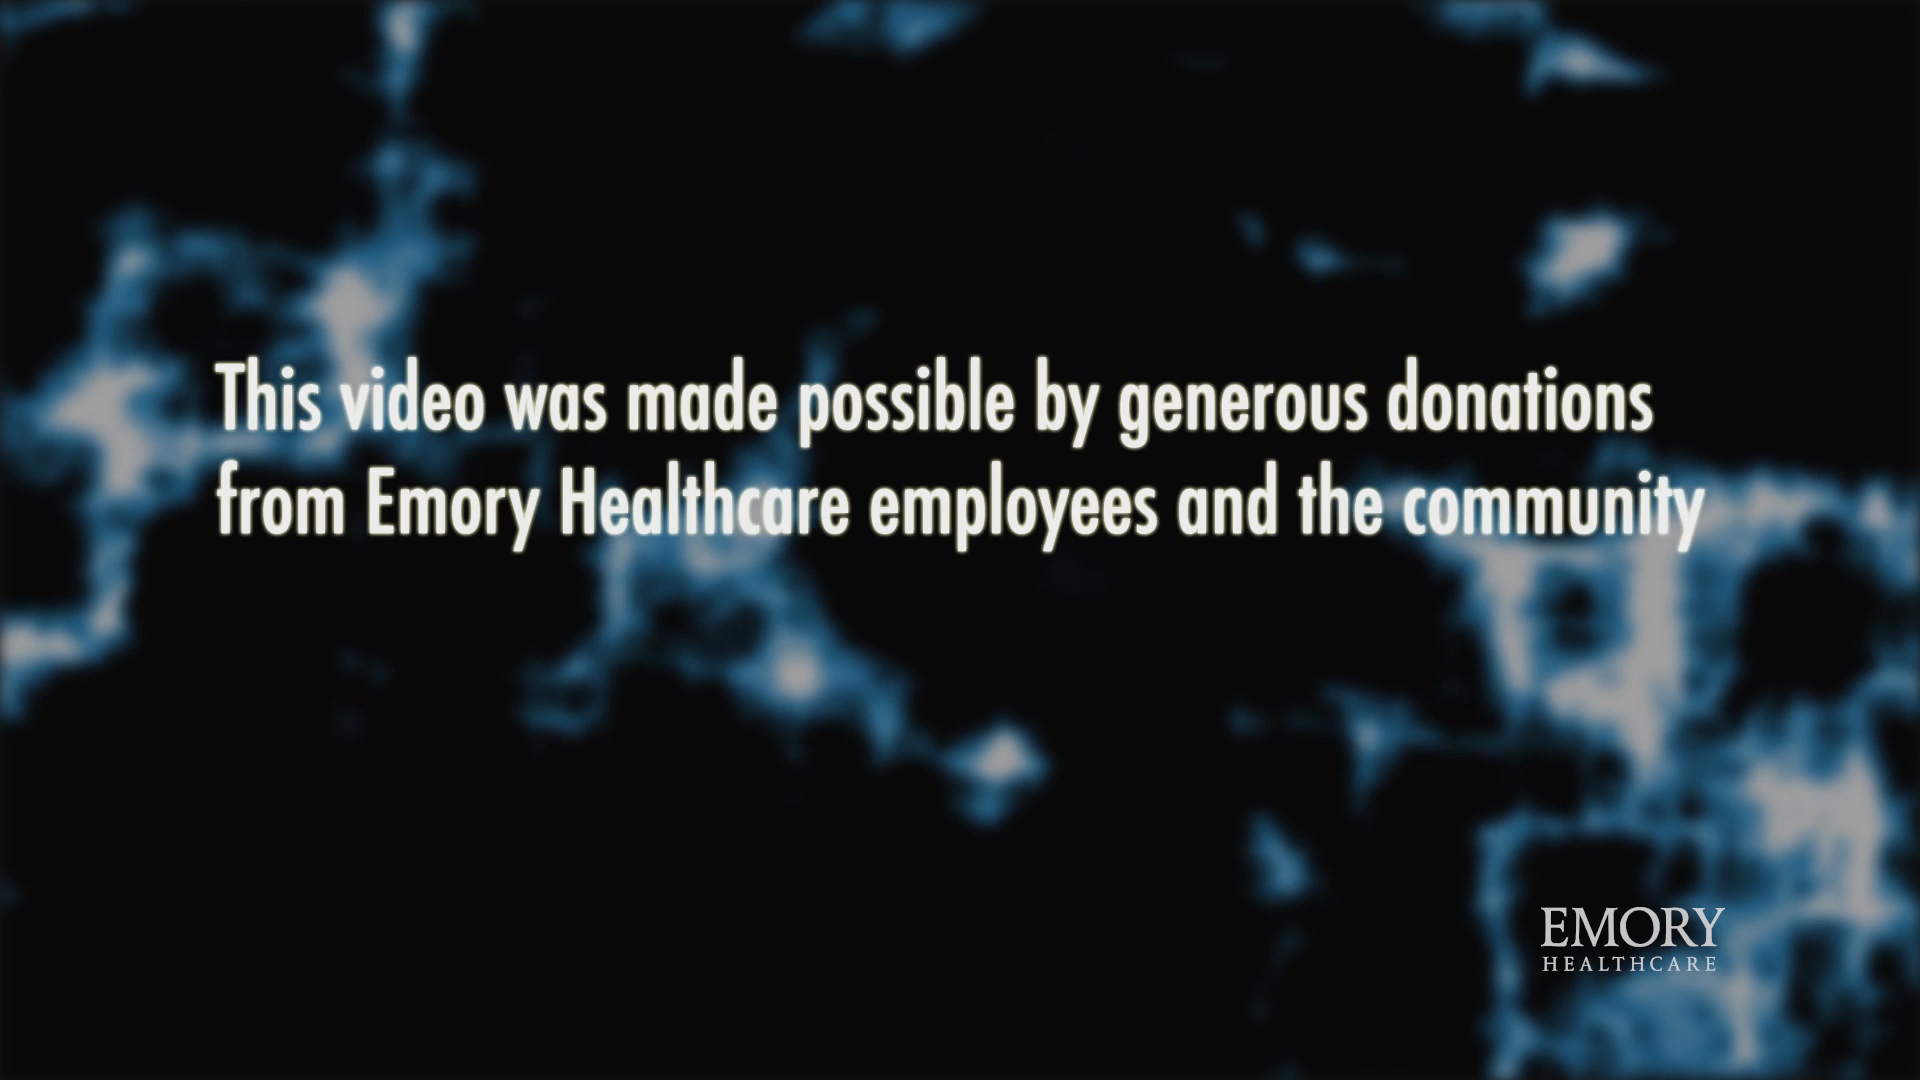 This video was made possible by generous donations
from Emory Healthcare employees and the community
EMORY
HEALTHCARE